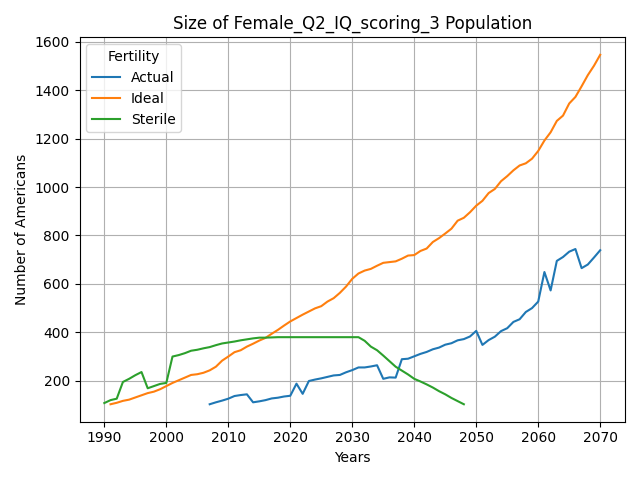 Size of Female_Q2_IQ_scoring_3 Population
Fertility
Actual
Ideal
Sterile
Number of Americans
1600
1400
1200
1000
800
600
400
200
1990 2000 2010 2020 2030 2040 2050 2060 2070
Years